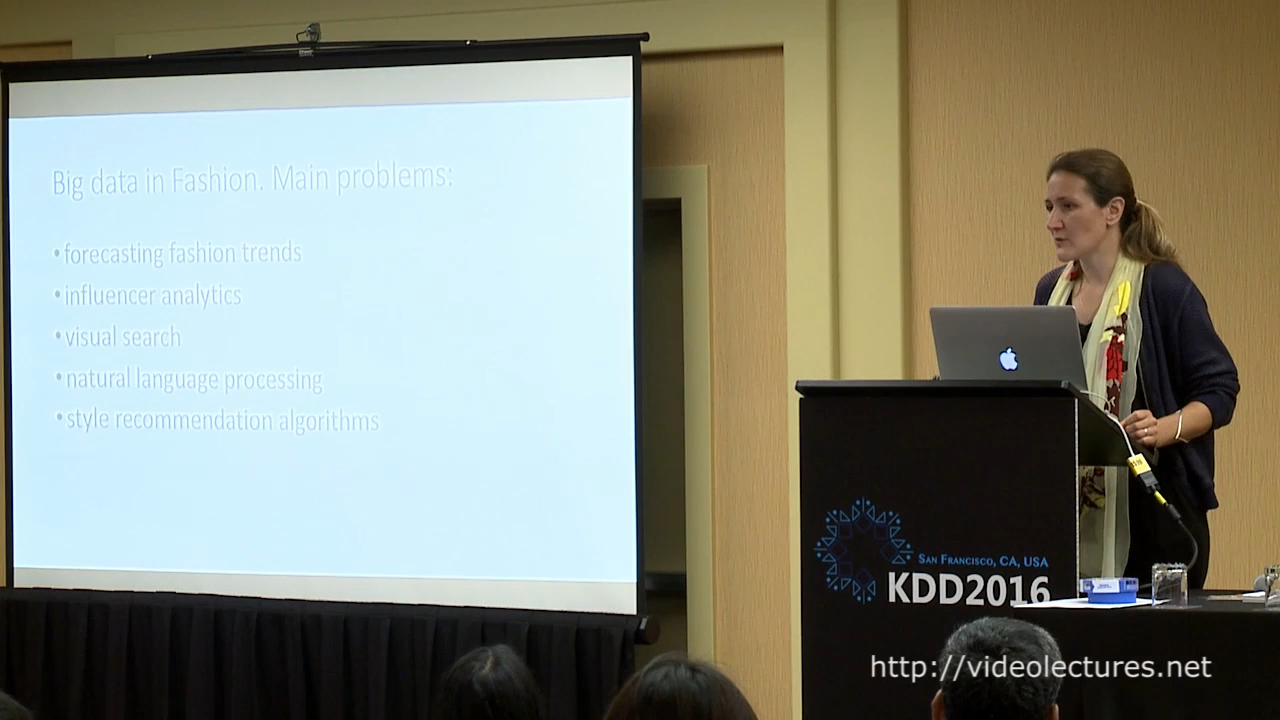 Big data in Fashion. Main problems:
•forecasting fashion trends
•influencer analytics
•visual search
•natural language processing
•style recommendation algorithms
San Francisco, CA, USA
KDD2016
http://videolectures.net